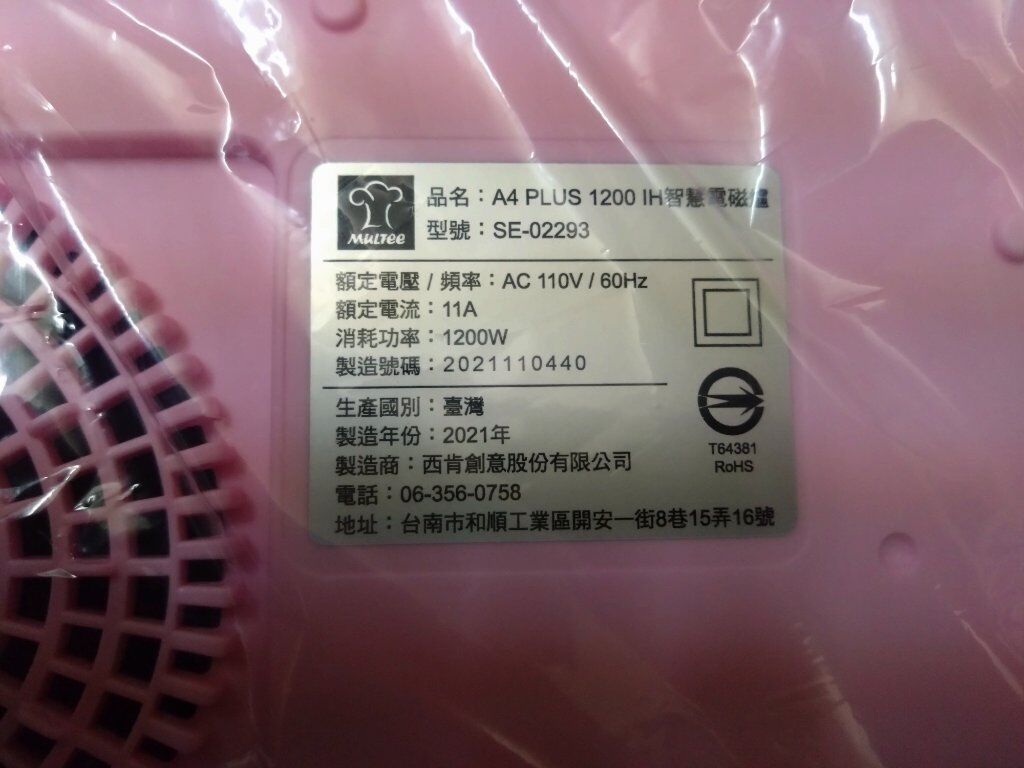 MULTEE
品名：A4 PLUS 1200 IH智慧電磁爐
型號：SE-02293
額定電壓 / 頻率：AC 110V / 60Hz
額定電流：11A
消耗功率：1200W
製造號碼：2021110440
生產國別：臺灣
製造年份：2021年
製造商：西肯創意股份有限公司
電話：06-356-0758
地址：台南市和順工業區開安一街8巷15弄16號
T64381
RoHS